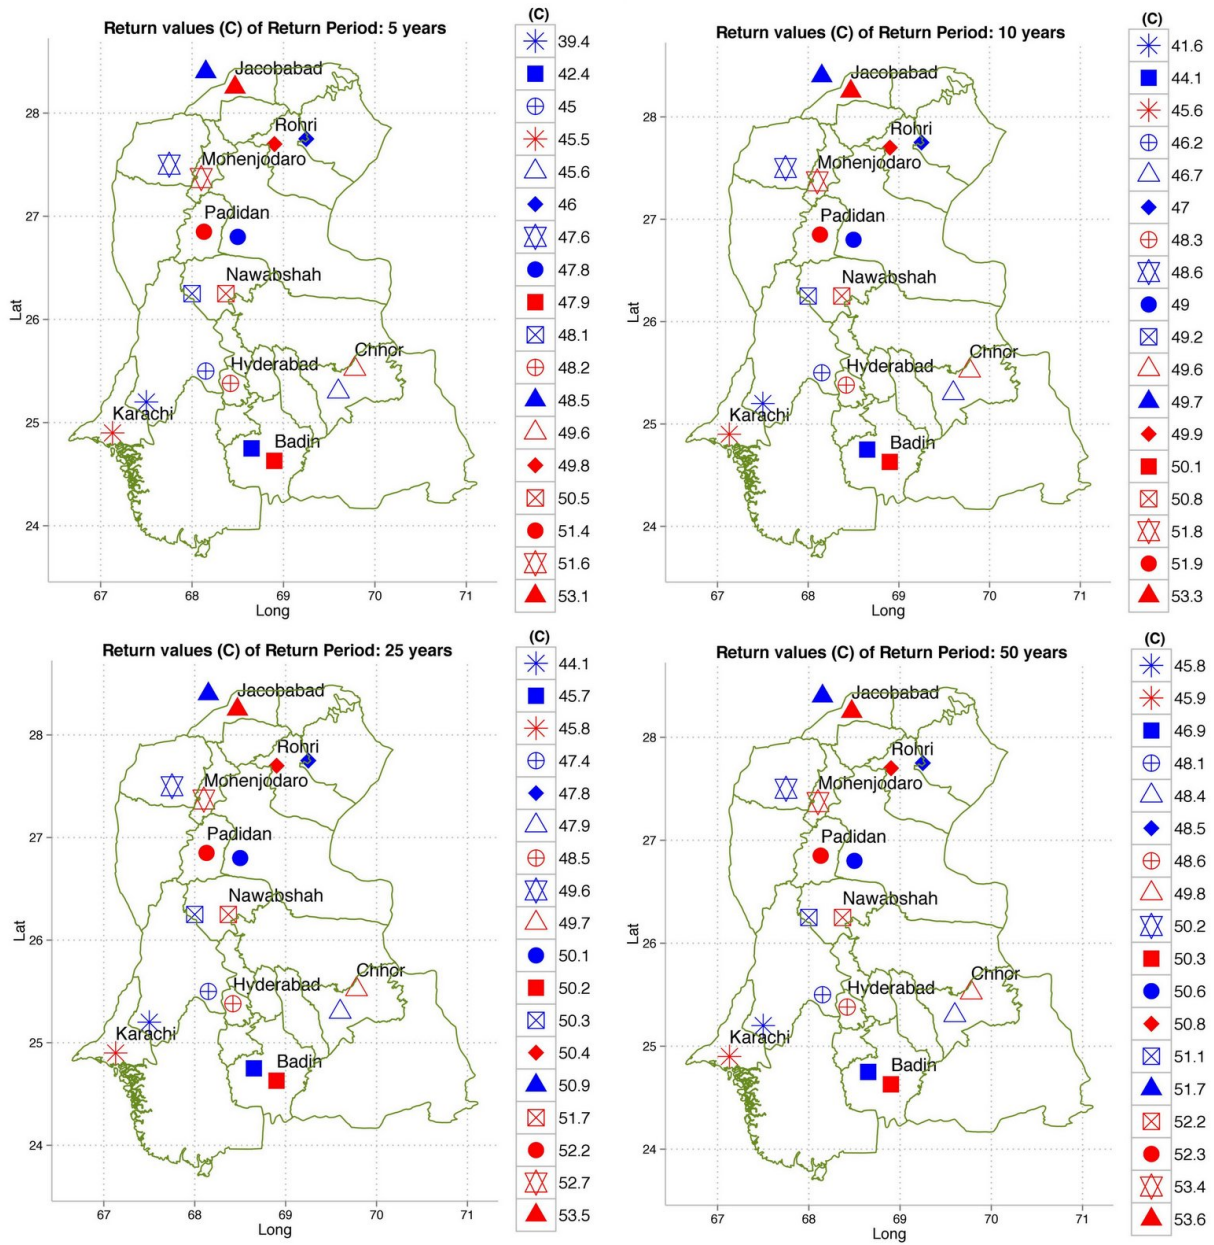 Return values (C) of Return Period: 5 years
(C)
39.4
42.4
45
45.5
45.6
46
47.6
47.8
47.9
48.1
48.2
48.5
49.6
49.8
50.5
51.4
51.6
53.1
Jacobabad
Rohri
Mohenjodaro
Padidan
Nawabshah
Hyderabad
Chhor
Karachi
Badin
28
27
26
25
24
Lat
67 68 69 70 71
Long
Return values (C) of Return Period: 10 years
(C)
41.6
44.1
45.6
46.2
46.7
47
48.3
48.6
49
49.2
49.6
49.7
49.9
50.1
50.8
51.8
51.9
53.3
Jacobabad
Rohri
Mohenjodaro
Padidan
Nawabshah
Hyderabad
Chhor
Karachi
Badin
28
27
26
25
24
Lat
67 68 69 70 71
Long
Return values (C) of Return Period: 25 years
(C)
44.1
45.7
45.8
47.4
47.8
47.9
48.5
49.6
49.7
50.1
50.2
50.3
50.4
50.9
51.7
52.2
52.7
53.5
Jacobabad
Rohri
Mohenjodaro
Padidan
Nawabshah
Hyderabad
Chhor
Karachi
Badin
28
27
26
25
24
Lat
67 68 69 70 71
Long
Return values (C) of Return Period: 50 years
(C)
45.8
45.9
46.9
48.1
48.4
48.5
48.6
49.8
50.2
50.3
50.6
50.8
51.1
51.7
52.2
52.3
53.4
53.6
Jacobabad
Rohri
Mohenjodaro
Padidan
Nawabshah
Hyderabad
Chhor
Karachi
Badin
28
27
26
25
24
Lat
67 68 69 70 71
Long